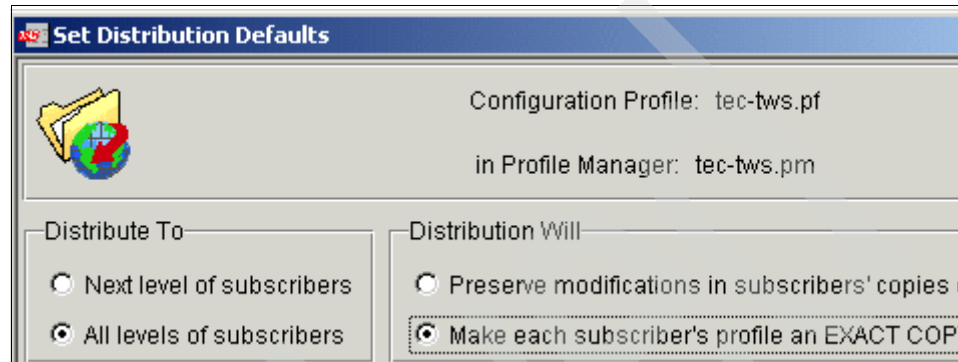 Set Distribution Defaults
Configuration Profile: tec-tws.pf
in Profile Manager: tec-tws.pm
Distribute To
Distribution Will
Next level of subscribers
Preserve modifications in subscribers' copies
All levels of subscribers
Make each subscriber's profile an EXACT COP